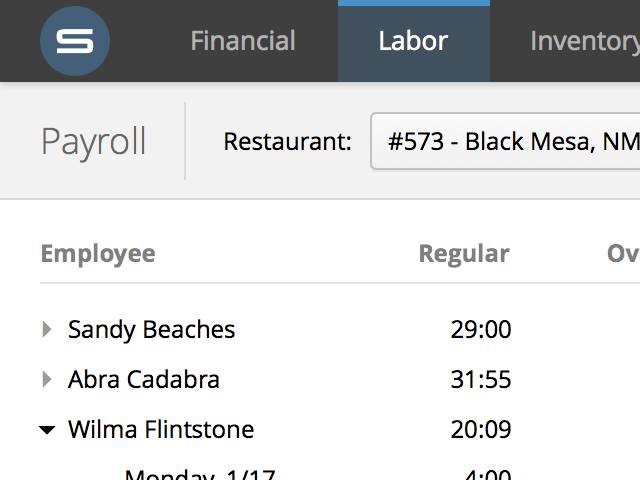 S Financial Labor Inventory
Payroll Restaurant: #573 - Black Mesa, NM
Employee Regular Ov
Sandy Beaches 29:00
Abra Cadabra 31:55
Wilma Flintstone 20:09
Monday, 1/17 4:00